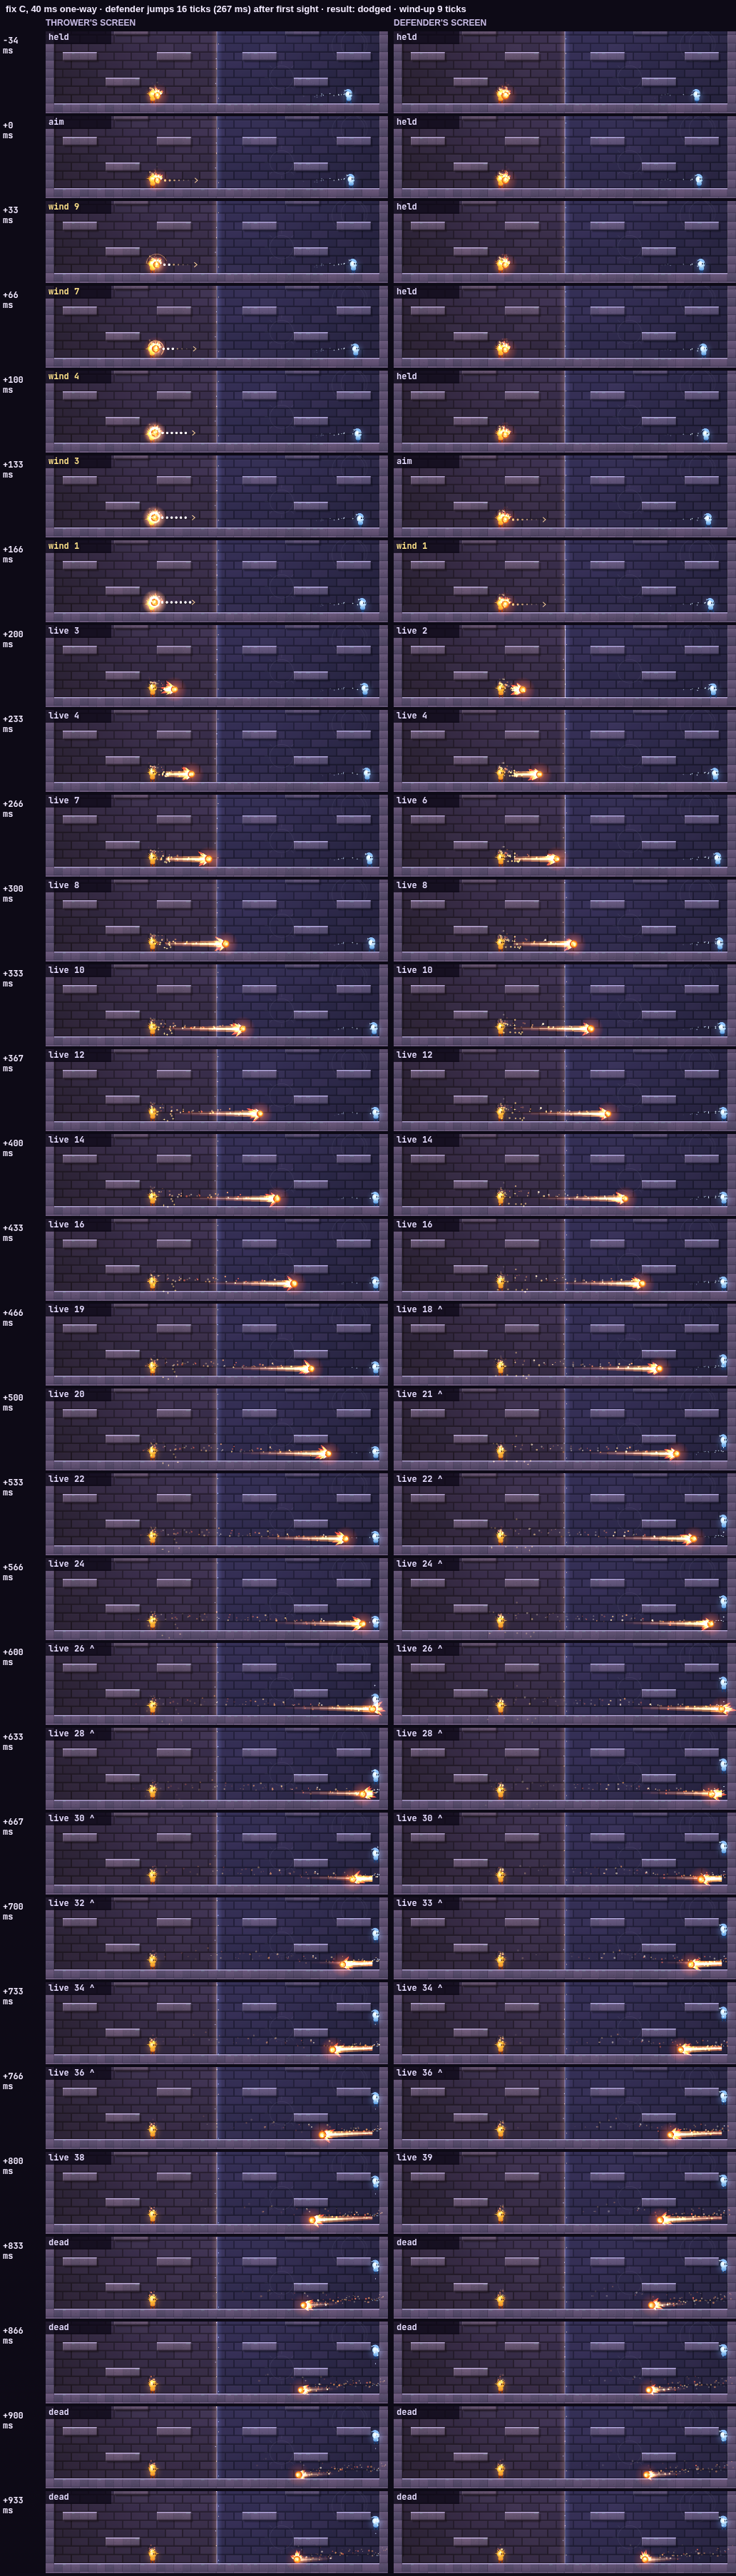 fix C, 40 ms one-way · defender jumps 16 ticks (267 ms) after first sight · result: dodged · wind-up 9 ticks
THROWER'S SCREEN DEFENDER'S SCREEN
-34 ms held held
+0 ms aim held
+33 ms wind 9 held
+66 ms wind 7 held
+100 ms wind 4 held
+133 ms wind 3 aim
+166 ms wind 1 wind 1
+200 ms live 3 live 2
+233 ms live 4 live 4
+266 ms live 7 live 6
+300 ms live 8 live 8
+333 ms live 10 live 10
+367 ms live 12 live 12
+400 ms live 14 live 14
+433 ms live 16 live 16
+466 ms live 19 live 18 ^
+500 ms live 20 live 21 ^
+533 ms live 22 live 22 ^
+566 ms live 24 live 24 ^
+600 ms live 26 ^ live 26 ^
+633 ms live 28 ^ live 28 ^
+667 ms live 30 ^ live 30 ^
+700 ms live 32 ^ live 33 ^
+733 ms live 34 ^ live 34 ^
+766 ms live 36 ^ live 36 ^
+800 ms live 38 live 39
+833 ms dead dead
+866 ms dead dead
+900 ms dead dead
+933 ms dead dead